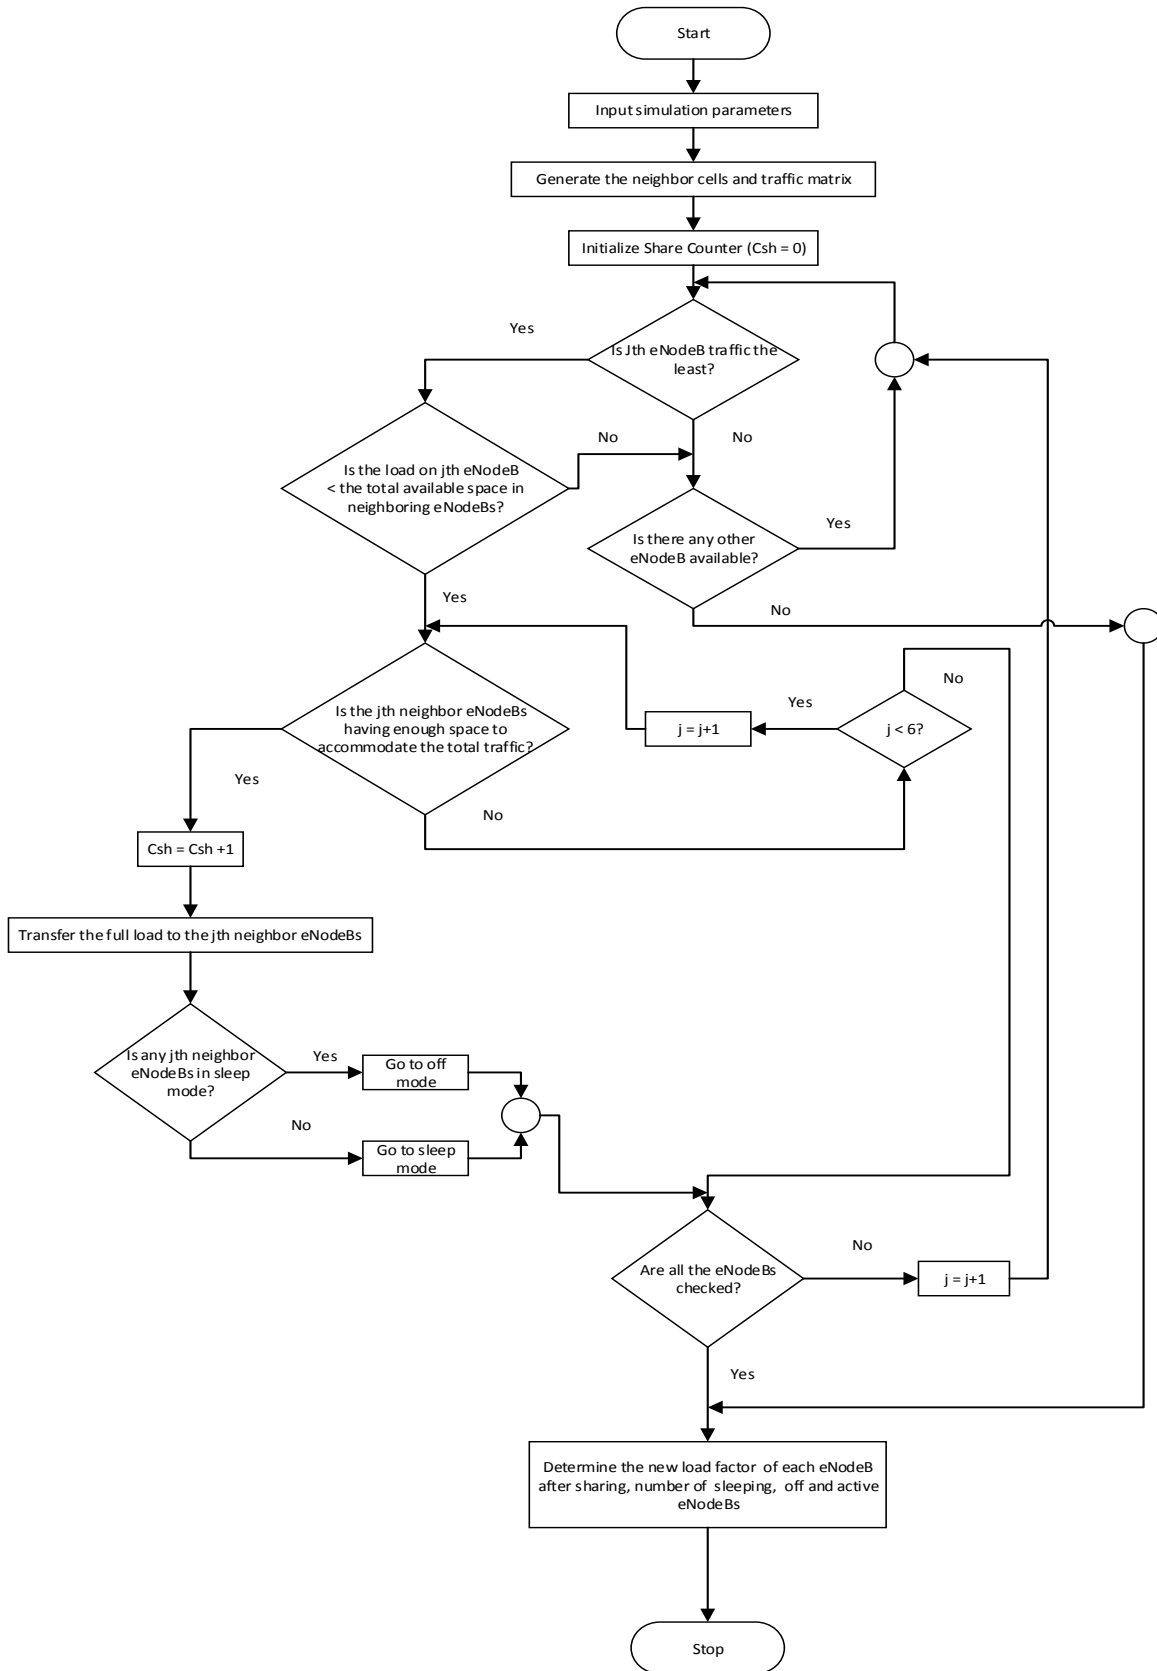 Start
Input simulation parameters
Generate the neighbor cells and traffic matrix
Initialize Share Counter (Csh = 0)
Yes
Is Jth eNodeB traffic the
least?
No
No
Is the load on jth eNodeB
< the total available space in
neighboring eNodeBs?
Yes
Is there any other
eNodeB available?
Yes
No
No
Is the jth neighbor eNodeBs
having enough space to
accommodate the total traffic?
j = j+1
Yes
j < 6?
Yes
No
Csh = Csh +1
Transfer the full load to the jth neighbor eNodeBs
Is any jth neighbor
eNodeBs in sleep
mode?
Yes
Go to off
mode
No
Go to sleep
mode
No
Are all the eNodeBs
checked?
j = j+1
Yes
Determine the new load factor of each eNodeB
after sharing, number of sleeping, off and active
eNodeBs
Stop